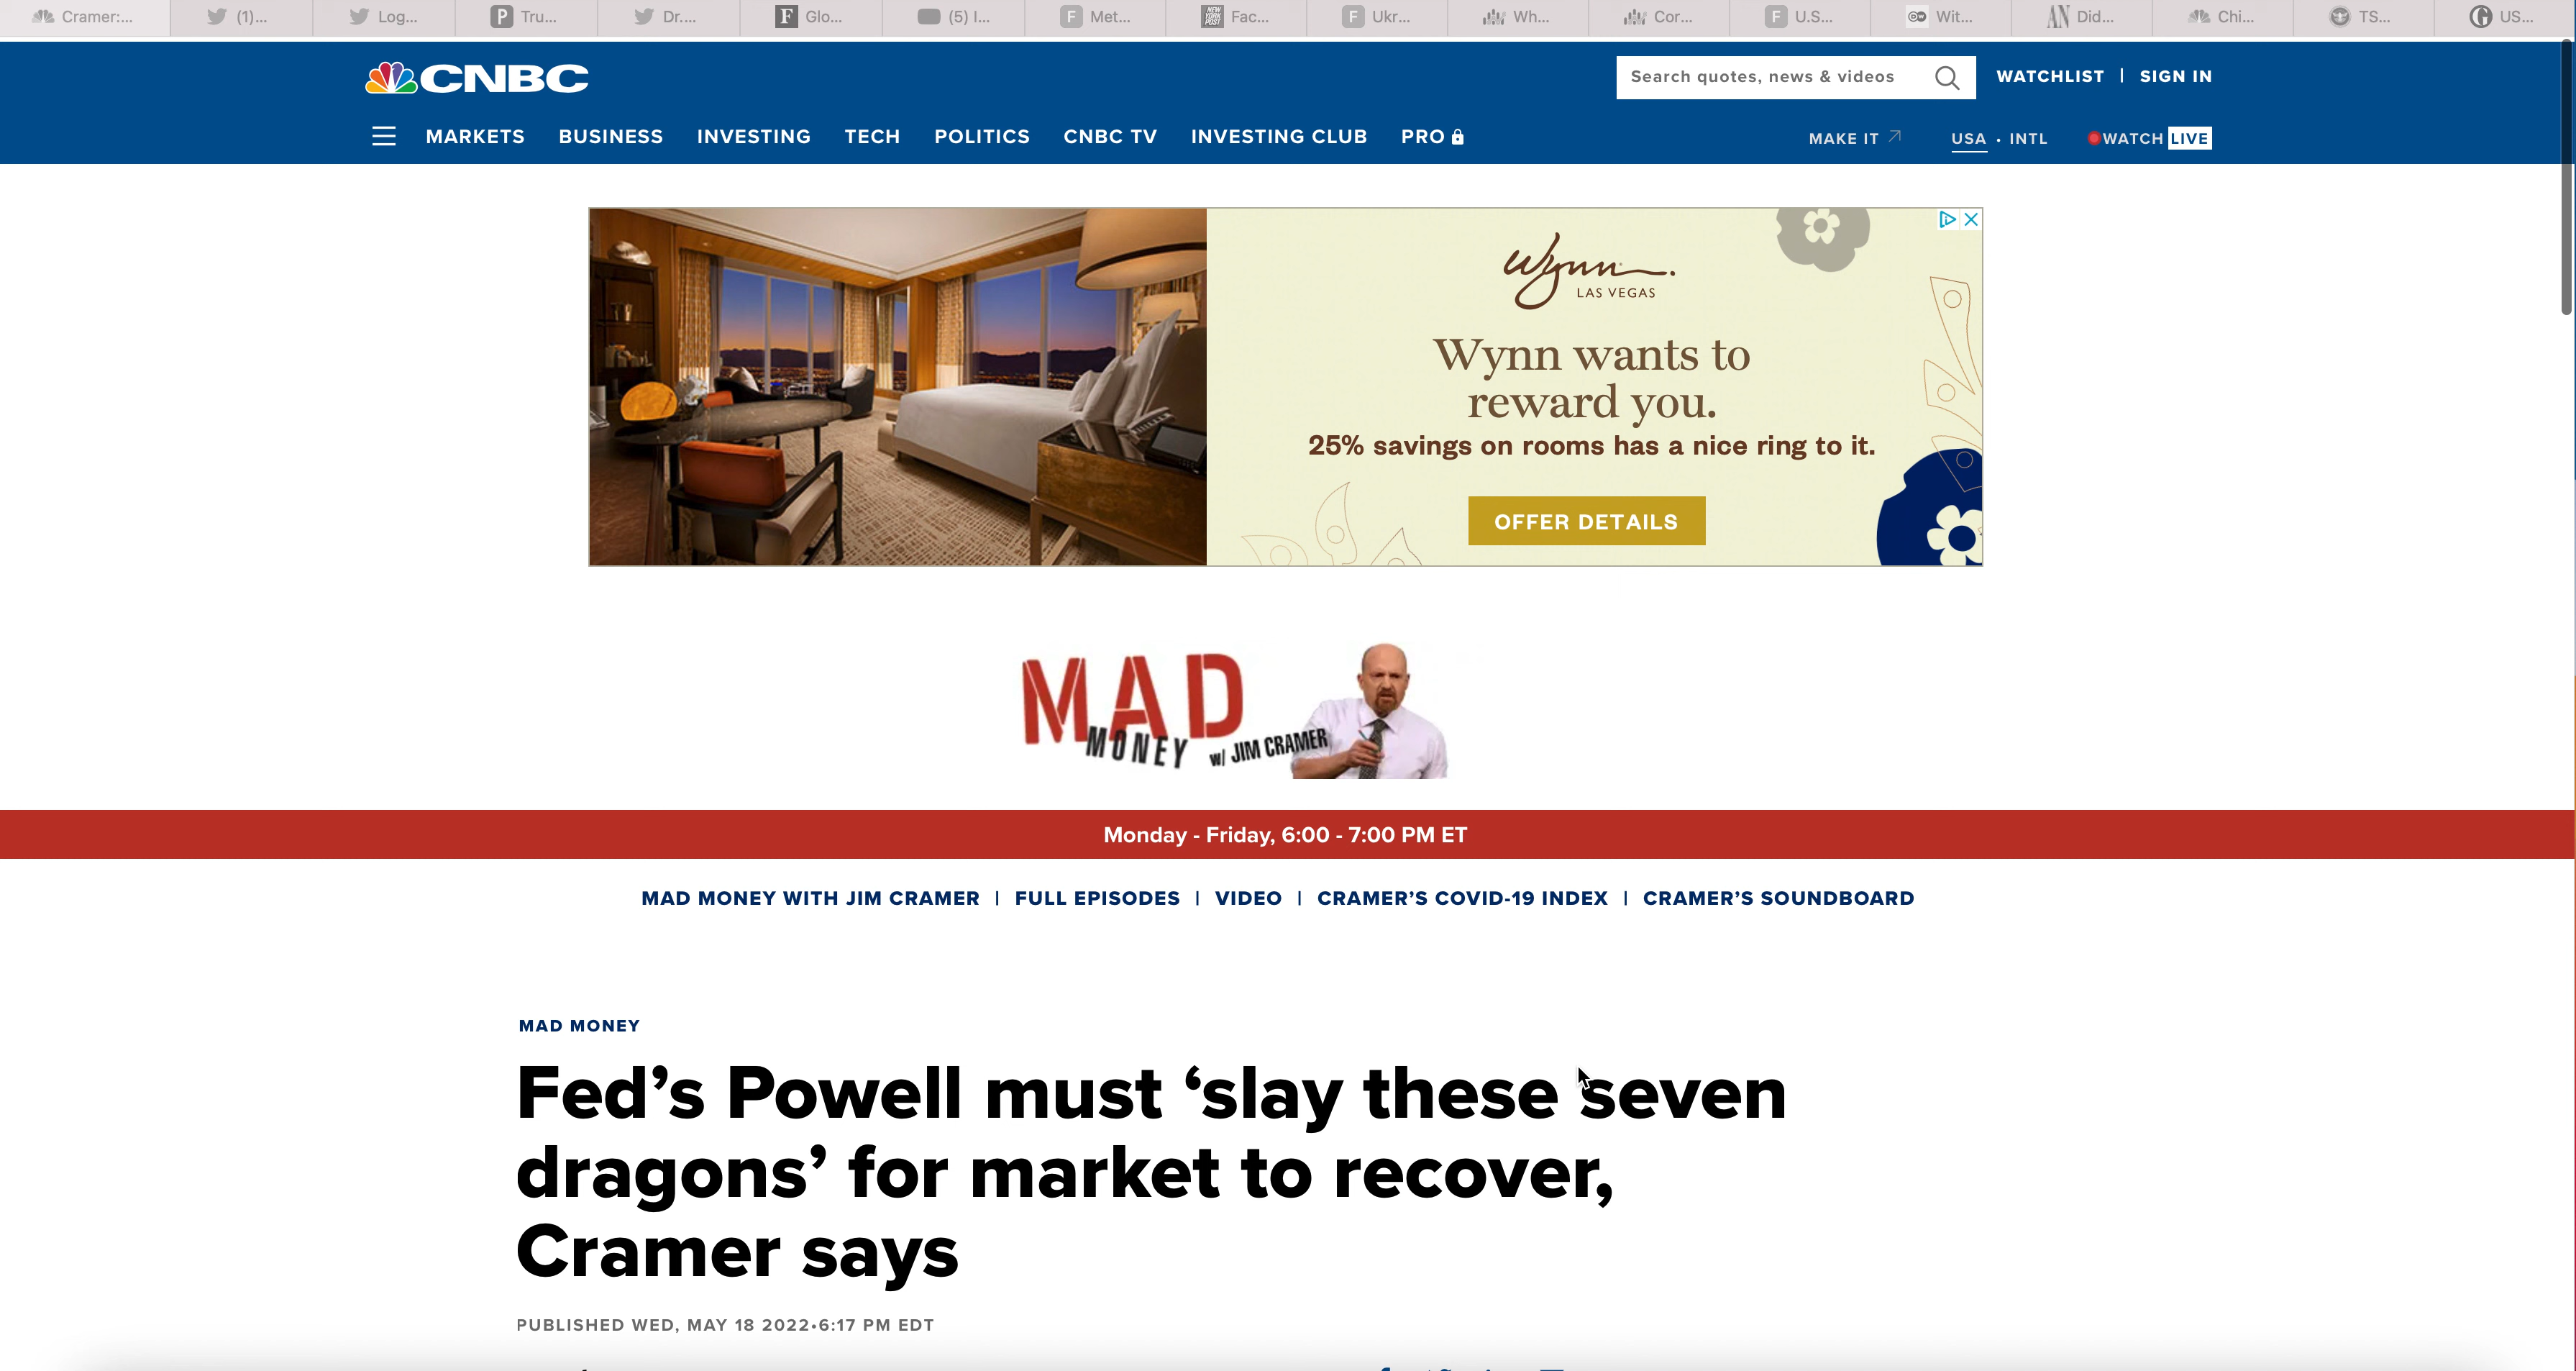 Cramer:... (1)... Log... Tru... Dr.... Glo... (5) I... Met... Fac... Ukr... Wh... Cor... U.S... Wit... Did... Chi... TS... US...
CNBC
Search quotes, news & videos
WATCHLIST | SIGN IN
MARKETS BUSINESS INVESTING TECH POLITICS CNBC TV INVESTING CLUB PRO
MAKE IT USA • INTL WATCH LIVE
Wynn
LAS VEGAS
Wynn wants to
reward you.
25% savings on rooms has a nice ring to it.
OFFER DETAILS
MAD
MONEY w/ JIM CRAMER
Monday - Friday, 6:00 - 7:00 PM ET
MAD MONEY WITH JIM CRAMER | FULL EPISODES | VIDEO | CRAMER’S COVID-19 INDEX | CRAMER’S SOUNDBOARD
MAD MONEY
Fed’s Powell must ‘slay these seven
dragons’ for market to recover,
Cramer says
PUBLISHED WED, MAY 18 2022•6:17 PM EDT